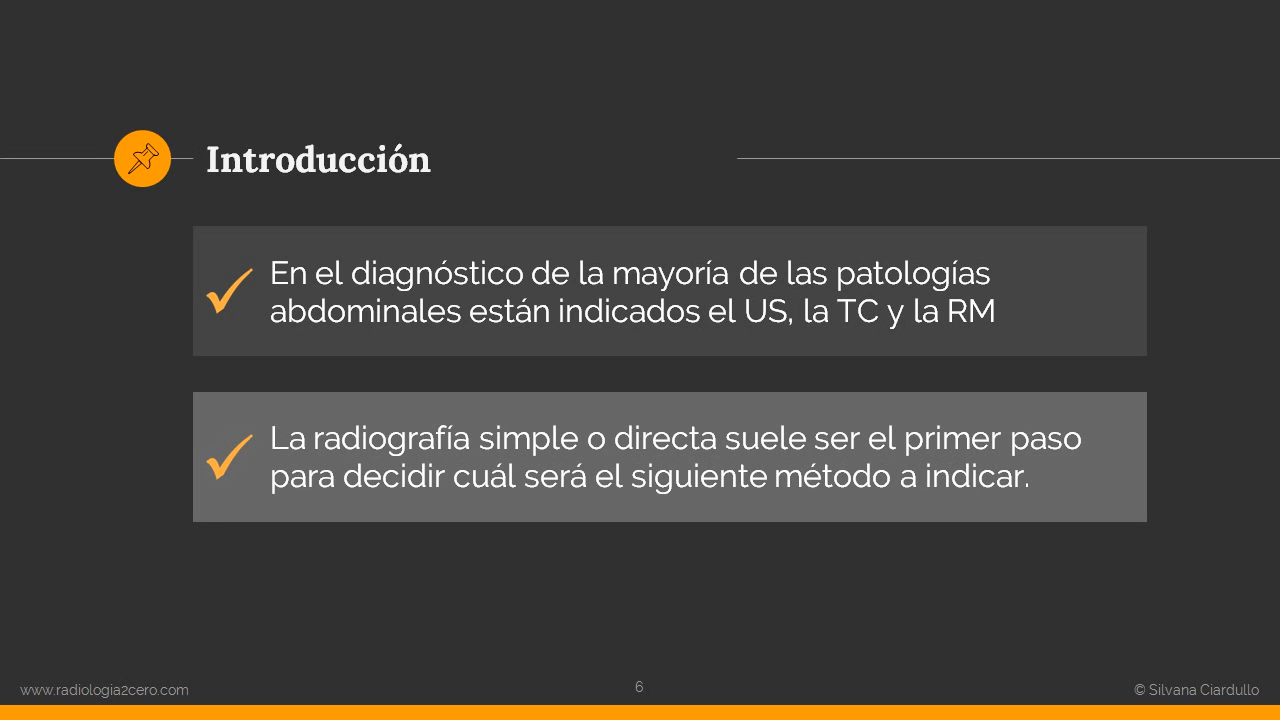 Introducción
En el diagnóstico de la mayoría de las patologías
abdominales están indicados el US, la TC y la RM
La radiografía simple o directa suele ser el primer paso
para decidir cuál será el siguiente método a indicar.
www.radiologia2cero.com
6
© Silvana Ciardullo